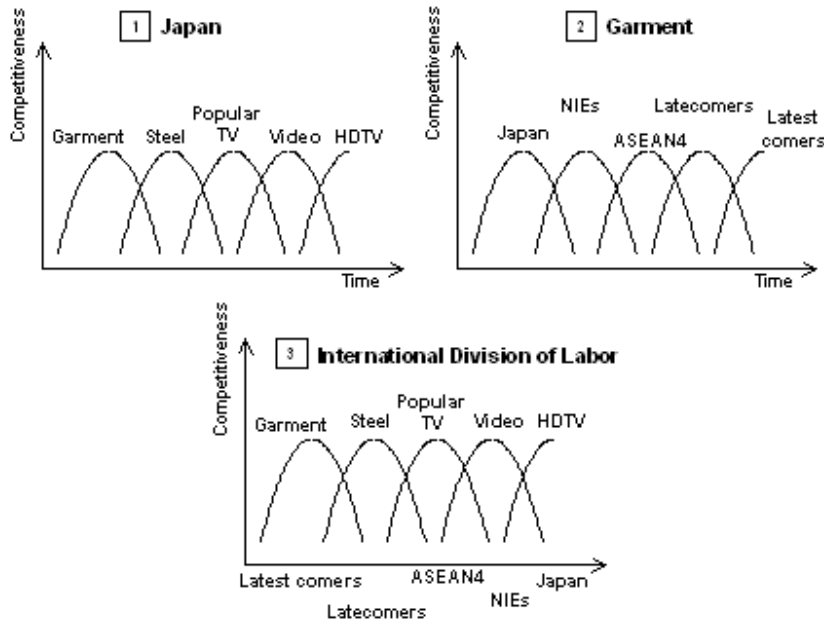 1 Japan
Competitiveness
Garment
Steel
Popular
TV
Video
HDTV
Time
2 Garment
Competitiveness
Japan
NIEs
ASEAN4
Latecomers
Latest
comers
Time
3 International Division of Labor
Competitiveness
Garment
Steel
Popular
TV
Video
HDTV
Latest comers
Latecomers
ASEAN4
NIEs
Japan